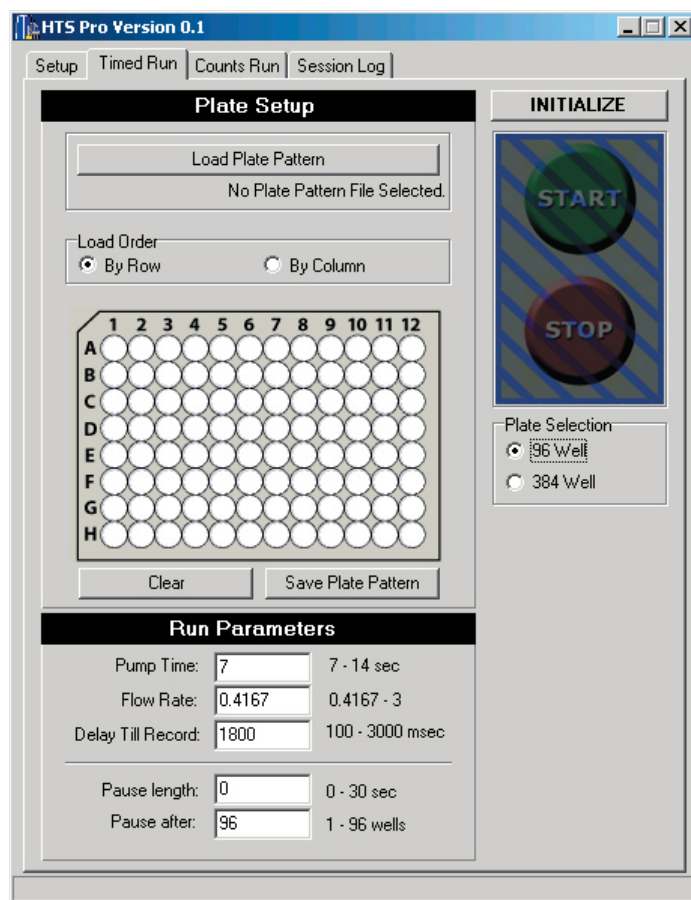 HTS Pro Version 0.1
Setup Timed Run Counts Run Session Log
Plate Setup
Load Plate Pattern
No Plate Pattern File Selected.
Load Order
By Row By Column
1 2 3 4 5 6 7 8 9 10 11 12
A
B
C
D
E
F
G
H
Clear Save Plate Pattern
Run Parameters
Pump Time: 7 7 - 14 sec
Flow Rate: 0.4167 0.4167 - 3
Delay Till Record: 1800 100 - 3000 msec
Pause length: 0 0 - 30 sec
Pause after: 96 1 - 96 wells
INITIALIZE
START
STOP
Plate Selection
96 Well
384 Well